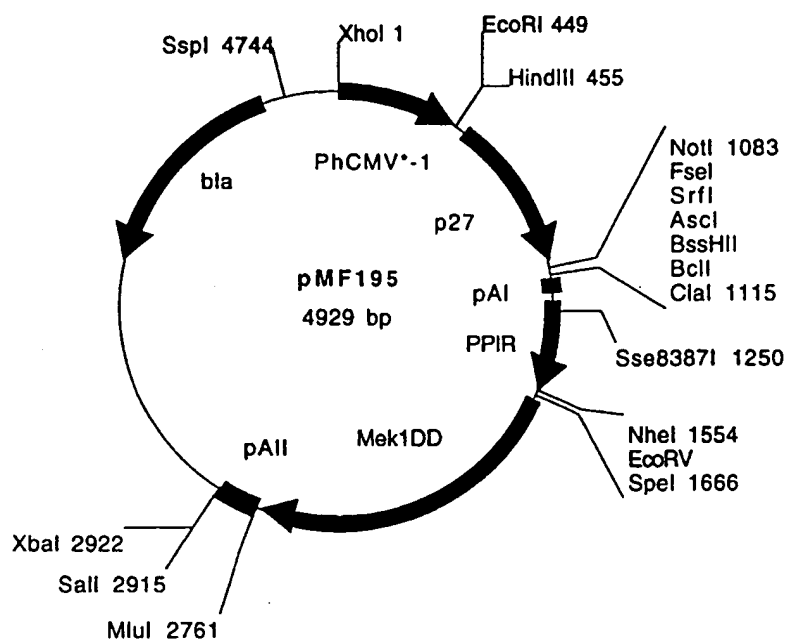 XhoI 1
EcoRI 449
SspI 4744
HindIII 455
PhCMV*-1
NotI 1083
FseI
SrfI
AscI
BssHII
BclI
ClaI 1115
bla
p27
pMF195
4929 bp
pAI
PPIR
Sse8387I 1250
Mek1DD
NheI 1554
EcoRV
SpeI 1666
pAII
XbaI 2922
SalI 2915
MluI 2761